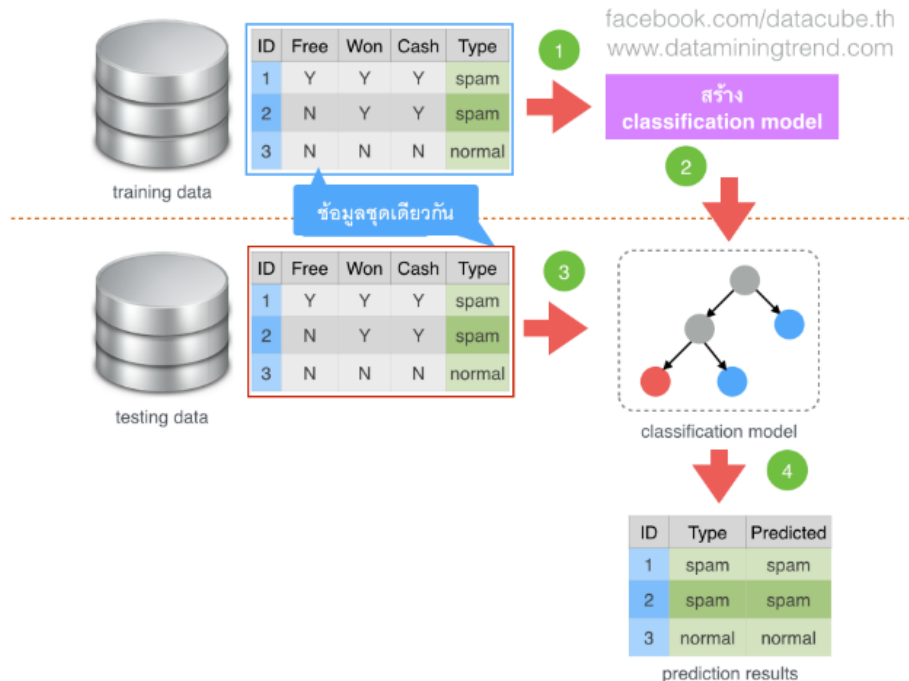 facebook.com/datacube.th
www.dataminingtrend.com
ID Free Won Cash Type
1 Y Y Y spam
2 N Y Y spam
3 N N N normal
training data
1
สร้าง
classification model
2
ข้อมูลชุดเดียวกัน
ID Free Won Cash Type
1 Y Y Y spam
2 N Y Y spam
3 N N N normal
testing data
3
classification model
4
ID Type Predicted
1 spam spam
2 spam spam
3 normal normal
prediction results